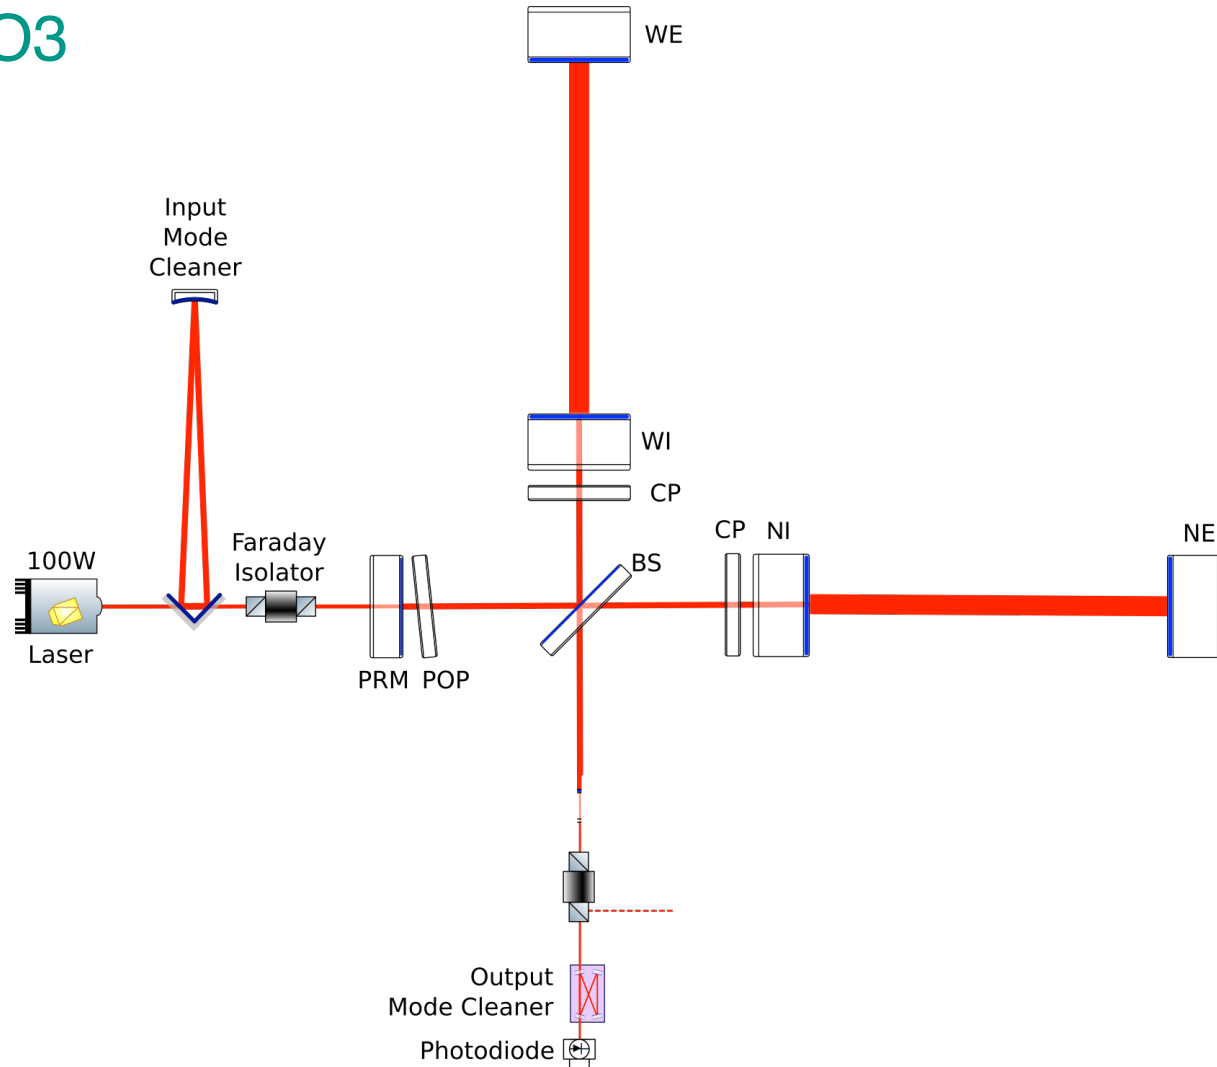 O3
WE
Input
Mode
Cleaner
WI
CP
100W
Faraday
Isolator
CP
NI
NE
BS
Laser
PRM
POP
Output
Mode Cleaner
Photodiode